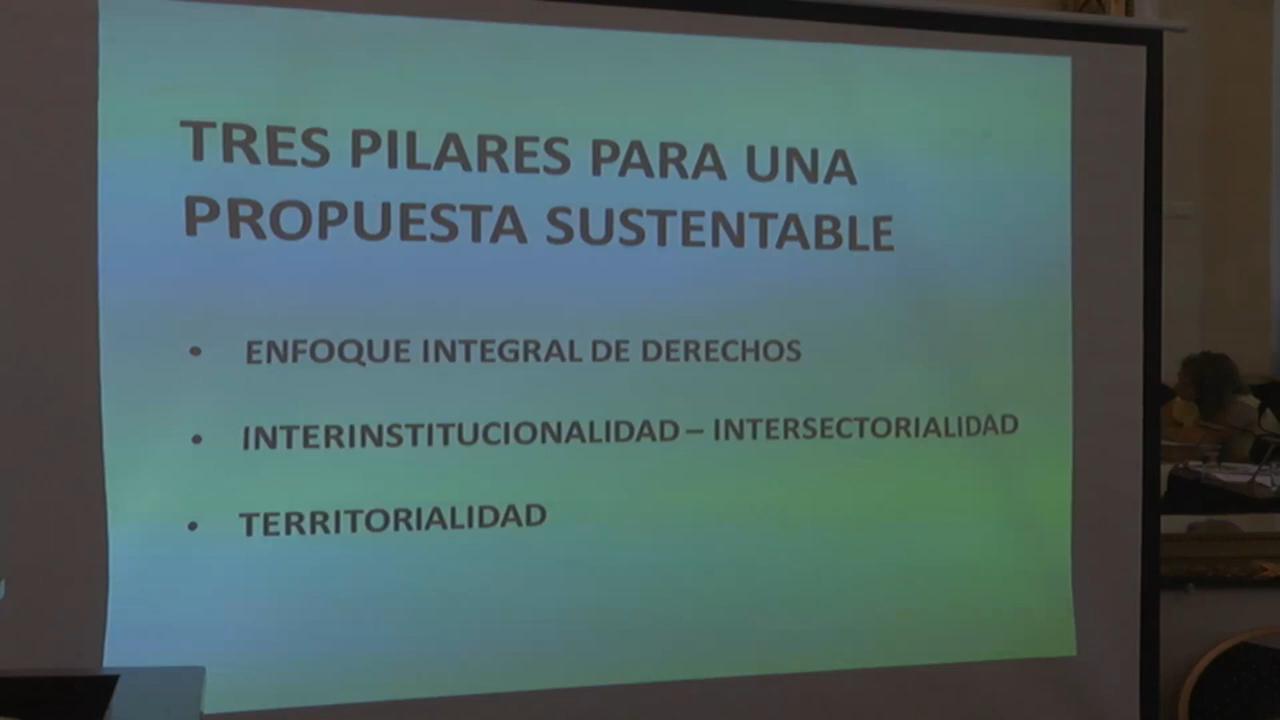 TRES PILARES PARA UNA
PROPUESTA SUSTENTABLE
• ENFOQUE INTEGRAL DE DERECHOS
• INTERINSTITUCIONALIDAD – INTERSECTORIALIDAD
• TERRITORIALIDAD